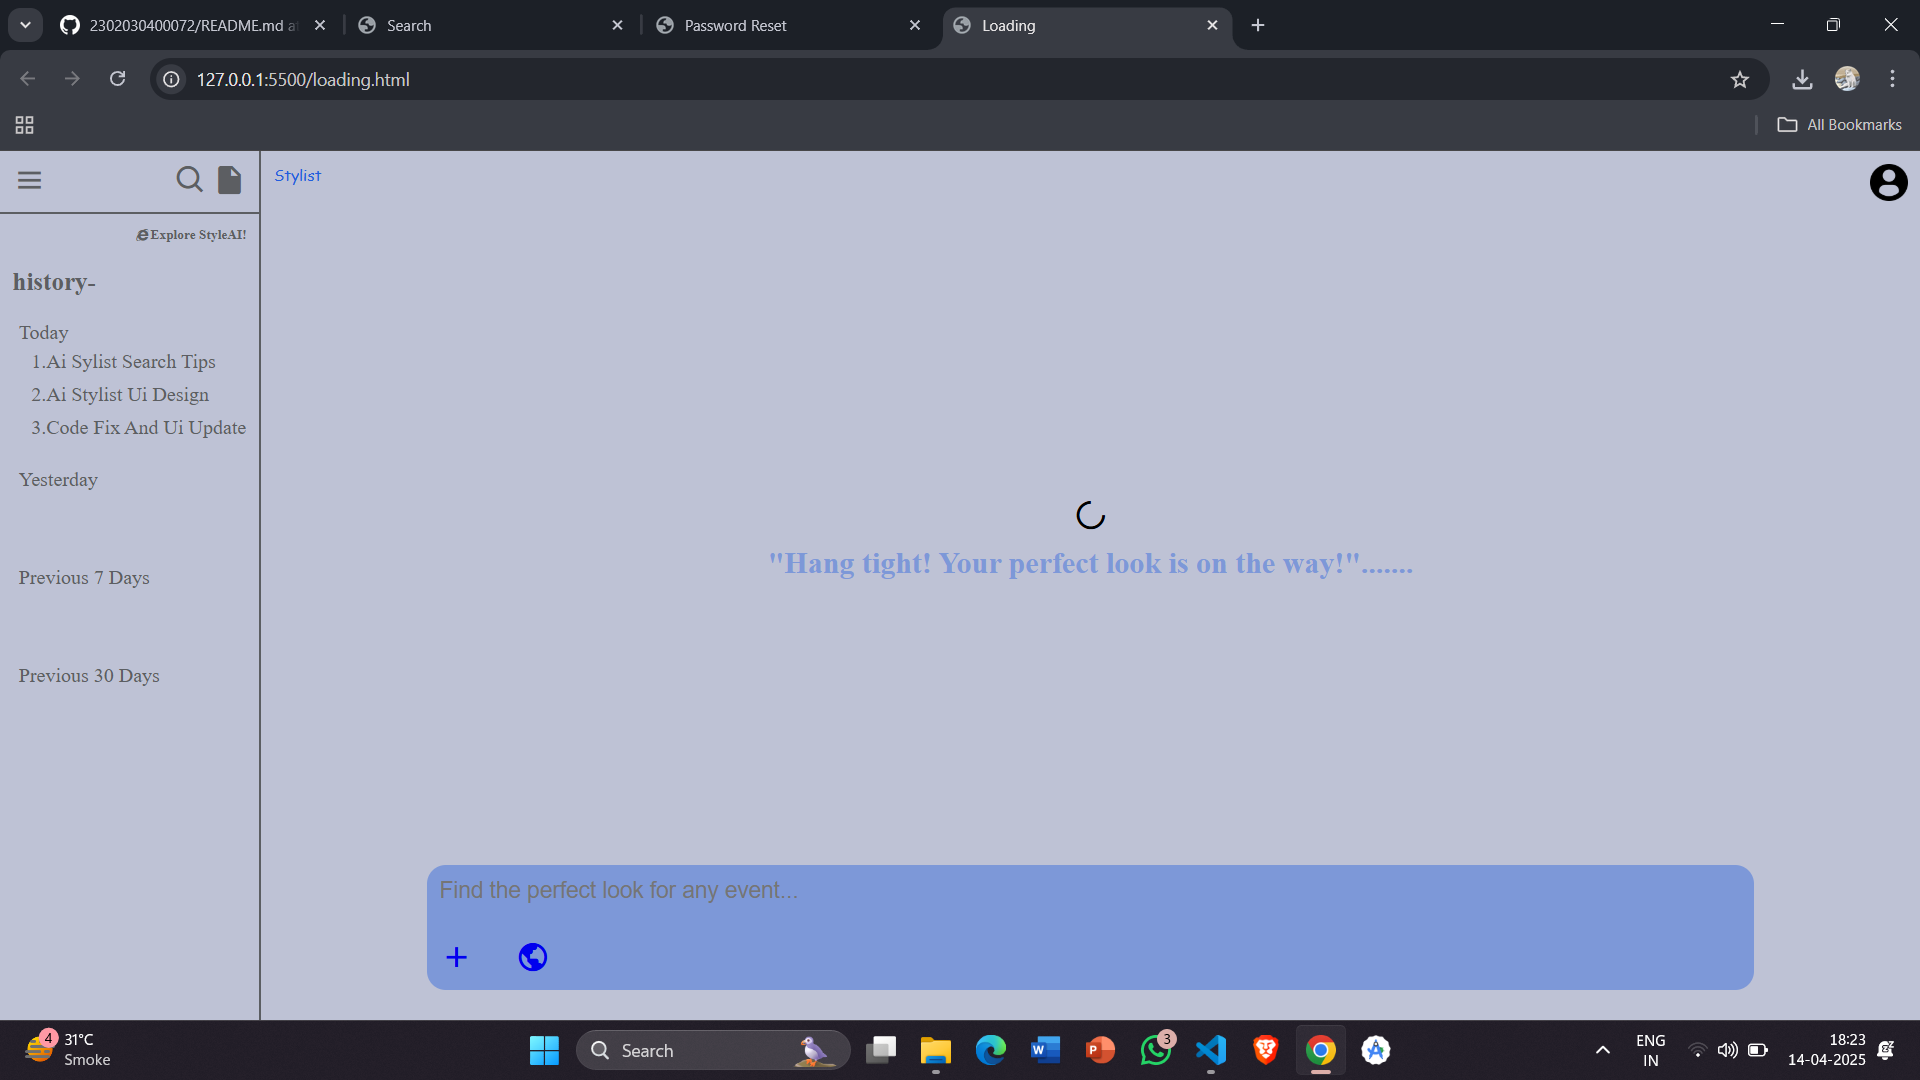 2302030400072/README.md at
Search
Password Reset
Loading
127.0.0.1:5500/loading.html
All Bookmarks
Stylist
Explore StyleAI!
history-
Today
1.Ai Sylist Search Tips
2.Ai Stylist Ui Design
3.Code Fix And Ui Update
Yesterday
Previous 7 Days
Previous 30 Days
"Hang tight! Your perfect look is on the way!".......
Find the perfect look for any event...
4
31°C
Smoke
Search
W
P
3
ENG
IN
18:23
14-04-2025